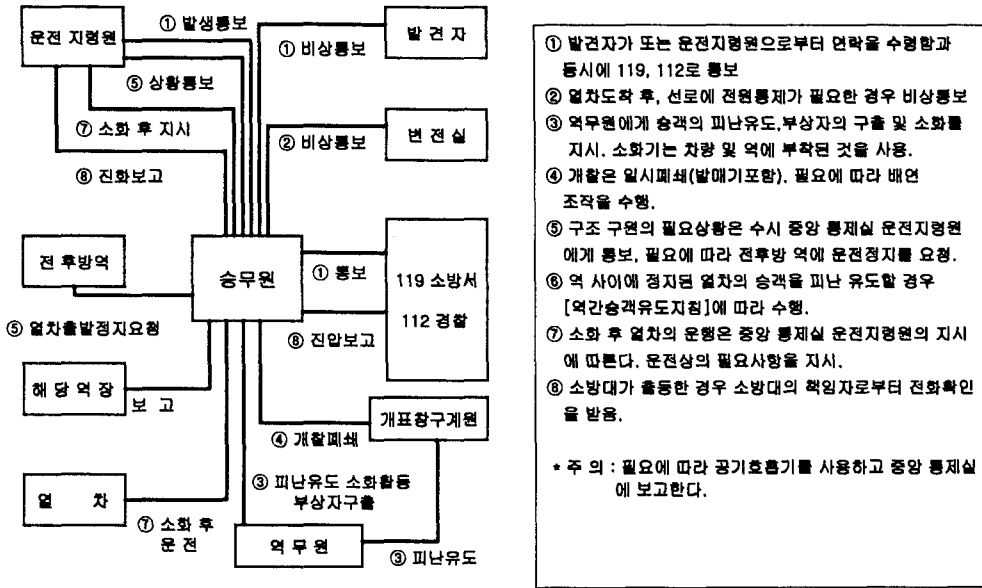 운전 지령원
① 발생통보
발 견 자
① 비상통보
⑤ 상황통보
⑦ 소화 후 지시
⑧ 진화보고
변 전 실
② 비상통보
전 후방역
승무원
① 통보
119 소방서
112 경찰
⑧ 진압보고
⑤ 열차출발정지요청
해 당 역 장
보 고
개표창구계원
④ 개찰폐쇄
③ 피난유도 소화활동
부상자구출
열 차
⑦ 소화 후
운 전
역 무 원
③ 피난유도
① 발견자가 또는 운전지령원으로부터 연락을 수령함과
동시에 119, 112로 통보
② 열차도착 후, 선로에 전원통제가 필요한 경우 비상통보
③ 역무원에게 승객의 피난유도,부상자의 구출 및 소화를
지시. 소화기는 차량 및 역에 부착된 것을 사용.
④ 개찰은 일시폐쇄(발매기포함). 필요에 따라 배연
조작을 수행.
⑤ 구조 구원의 필요상황은 수시 중앙 통제실 운전지령원
에게 통보, 필요에 따라 전후방 역에 운전정지를 요청.
⑥ 역 사이에 정지된 열차의 승객을 피난 유도할 경우
[역간승객유도지침]에 따라 수행.
⑦ 소화 후 열차의 운행은 중앙 통제실 운전지령원의 지시
에 따른다. 운전상의 필요사항을 지시.
⑧ 소방대가 출동한 경우 소방대의 책임자로부터 전화확인
을 받음.
* 주 의 : 필요에 따라 공기호흡기를 사용하고 중앙 통제실
에 보고한다.